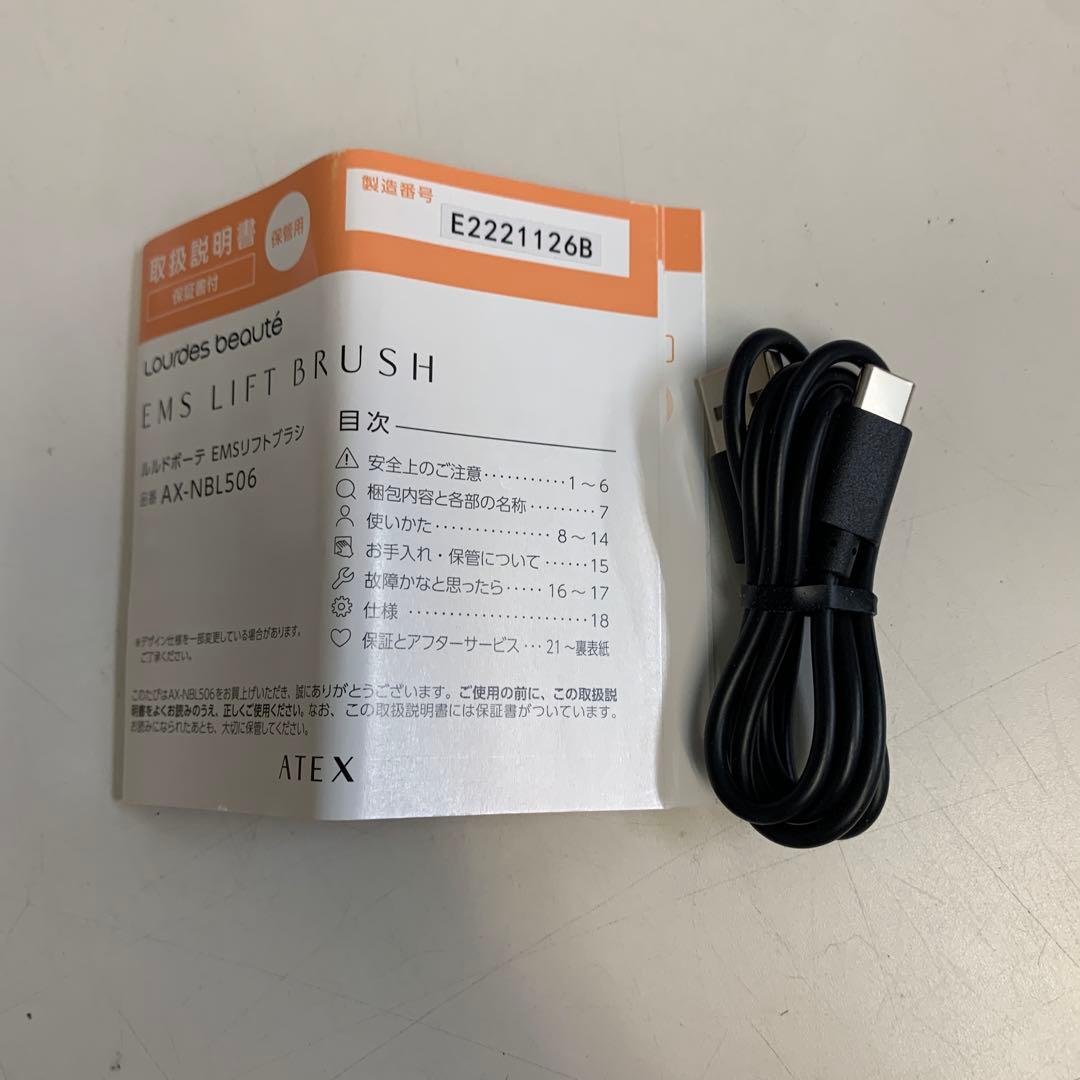 取扱説明書
保証書付
保管用
製造番号
E2221126B
Lourdes beauté
EMS LIFT BRUSH
ルルドボーテ EMSリフトブラシ
品番 AX-NBL506
目次
安全上のご注意 ··········· 1～6
梱包内容と各部の名称 ········· 7
使いかた ··············· 8～14
お手入れ・保管について ······ 15
故障かなと思ったら ····· 16～17
仕様 ························ 18
保証とアフターサービス ··· 21～裏表紙
※デザイン仕様を一部変更している場合があります。
ご了承ください。
このたびはAX-NBL506をお買上げいただき、誠にありがとうございます。ご使用の前に、この取扱説
明書をよくお読みのうえ、正しくご使用ください。なお、この取扱説明書には保証書がついています。
お読みになられたあとも、大切に保管してください。
ATEX